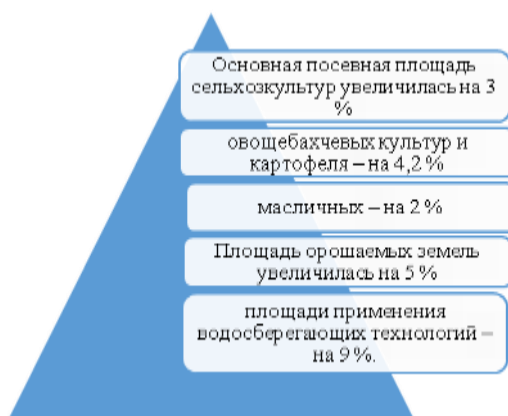 Основная посевная площадь
сельхозкультур увеличилась на 3
%
овощебахчевых культур и
картофеля – на 4,2 %
масличных – на 2 %
Площадь орошаемых земель
увеличилась на 5 %
площади применения
водосберегающих технологий –
на 9 %.